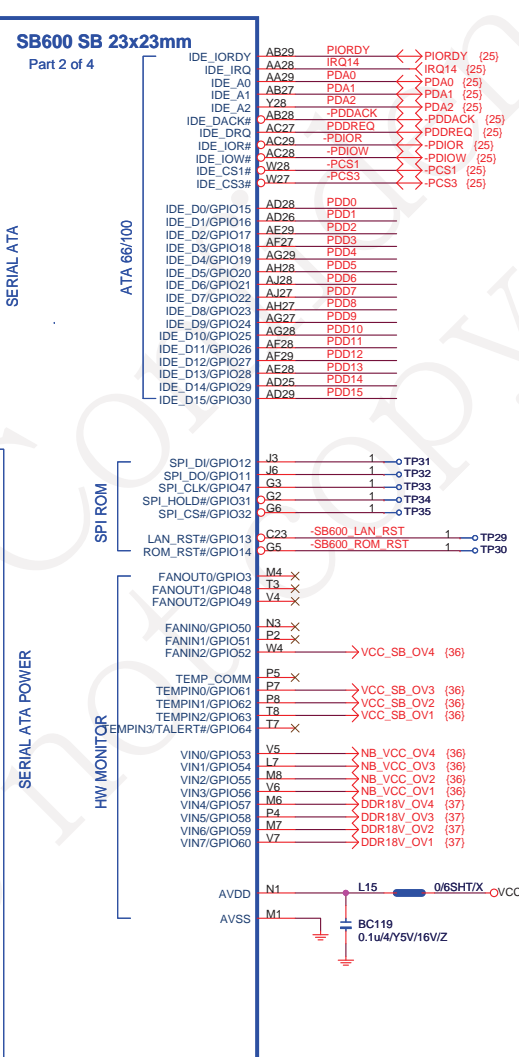 SB600 SB 23x23mm
Part 2 of 4
SERIAL ATA
ATA 66/100
IDE_IORDY AB29 PIORDY PIORDY {25}
IDE_IRQ AA28 IRQ14 IRQ14 {25}
IDE_A0 AA29 PDA0 PDA0 {25}
IDE_A1 AB27 PDA1 PDA1 {25}
IDE_A2 Y28 PDA2 PDA2 {25}
IDE_DACK# AB28 -PDDACK -PDDACK {25}
IDE_DRQ AC27 PDDREQ PDDREQ {25}
IDE_IOR# AC29 -PDIOR -PDIOR {25}
IDE_IOW# AC28 -PDIOW -PDIOW {25}
IDE_CS1# W28 -PCS1 -PCS1 {25}
IDE_CS3# W27 -PCS3 -PCS3 {25}
IDE_D0/GPIO15 AD28 PDD0
IDE_D1/GPIO16 AD26 PDD1
IDE_D2/GPIO17 AE29 PDD2
IDE_D3/GPIO18 AF27 PDD3
IDE_D4/GPIO19 AG29 PDD4
IDE_D5/GPIO20 AH28 PDD5
IDE_D6/GPIO21 AJ28 PDD6
IDE_D7/GPIO22 AJ27 PDD7
IDE_D8/GPIO23 AH27 PDD8
IDE_D9/GPIO24 AG27 PDD9
IDE_D10/GPIO25 AG28 PDD10
IDE_D11/GPIO26 AF28 PDD11
IDE_D12/GPIO27 AF29 PDD12
IDE_D13/GPIO28 AE28 PDD13
IDE_D14/GPIO29 AD25 PDD14
IDE_D15/GPIO30 AD29 PDD15
SPI ROM
SPI_DI/GPIO12 J3 1 TP31
SPI_DO/GPIO11 J6 1 TP32
SPI_CLK/GPIO47 G3 1 TP33
SPI_HOLD#/GPIO31 G2 1 TP34
SPI_CS#/GPIO32 G6 1 TP35
LAN_RST#/GPIO13 C23 -SB600_LAN_RST 1 TP29
ROM_RST#/GPIO14 G5 -SB600_ROM_RST 1 TP30
SERIAL ATA POWER
HW MONITOR
FANOUT0/GPIO3 M4
FANOUT1/GPIO48 T3
FANOUT2/GPIO49 V4
FANIN0/GPIO50 N3
FANIN1/GPIO51 P2
FANIN2/GPIO52 W4 VCC_SB_OV4 {36}
TEMP_COMM P5
TEMPIN0/GPIO61 P7 VCC_SB_OV3 {36}
TEMPIN1/GPIO62 P8 VCC_SB_OV2 {36}
TEMPIN2/GPIO63 T8 VCC_SB_OV1 {36}
TEMPIN3/TALERT#/GPIO64 T7
VIN0/GPIO53 V5 NB_VCC_OV4 {36}
VIN1/GPIO54 L7 NB_VCC_OV3 {36}
VIN2/GPIO55 M8 NB_VCC_OV2 {36}
VIN3/GPIO56 V6 NB_VCC_OV1 {36}
VIN4/GPIO57 M6 DDR18V_OV4 {37}
VIN5/GPIO58 P4 DDR18V_OV3 {37}
VIN6/GPIO59 M7 DDR18V_OV2 {37}
VIN7/GPIO60 V7 DDR18V_OV1 {37}
AVDD N1 L15 0/6SHT/X VCC
AVSS M1
BC119
0.1u/4/Y5V/16V/Z